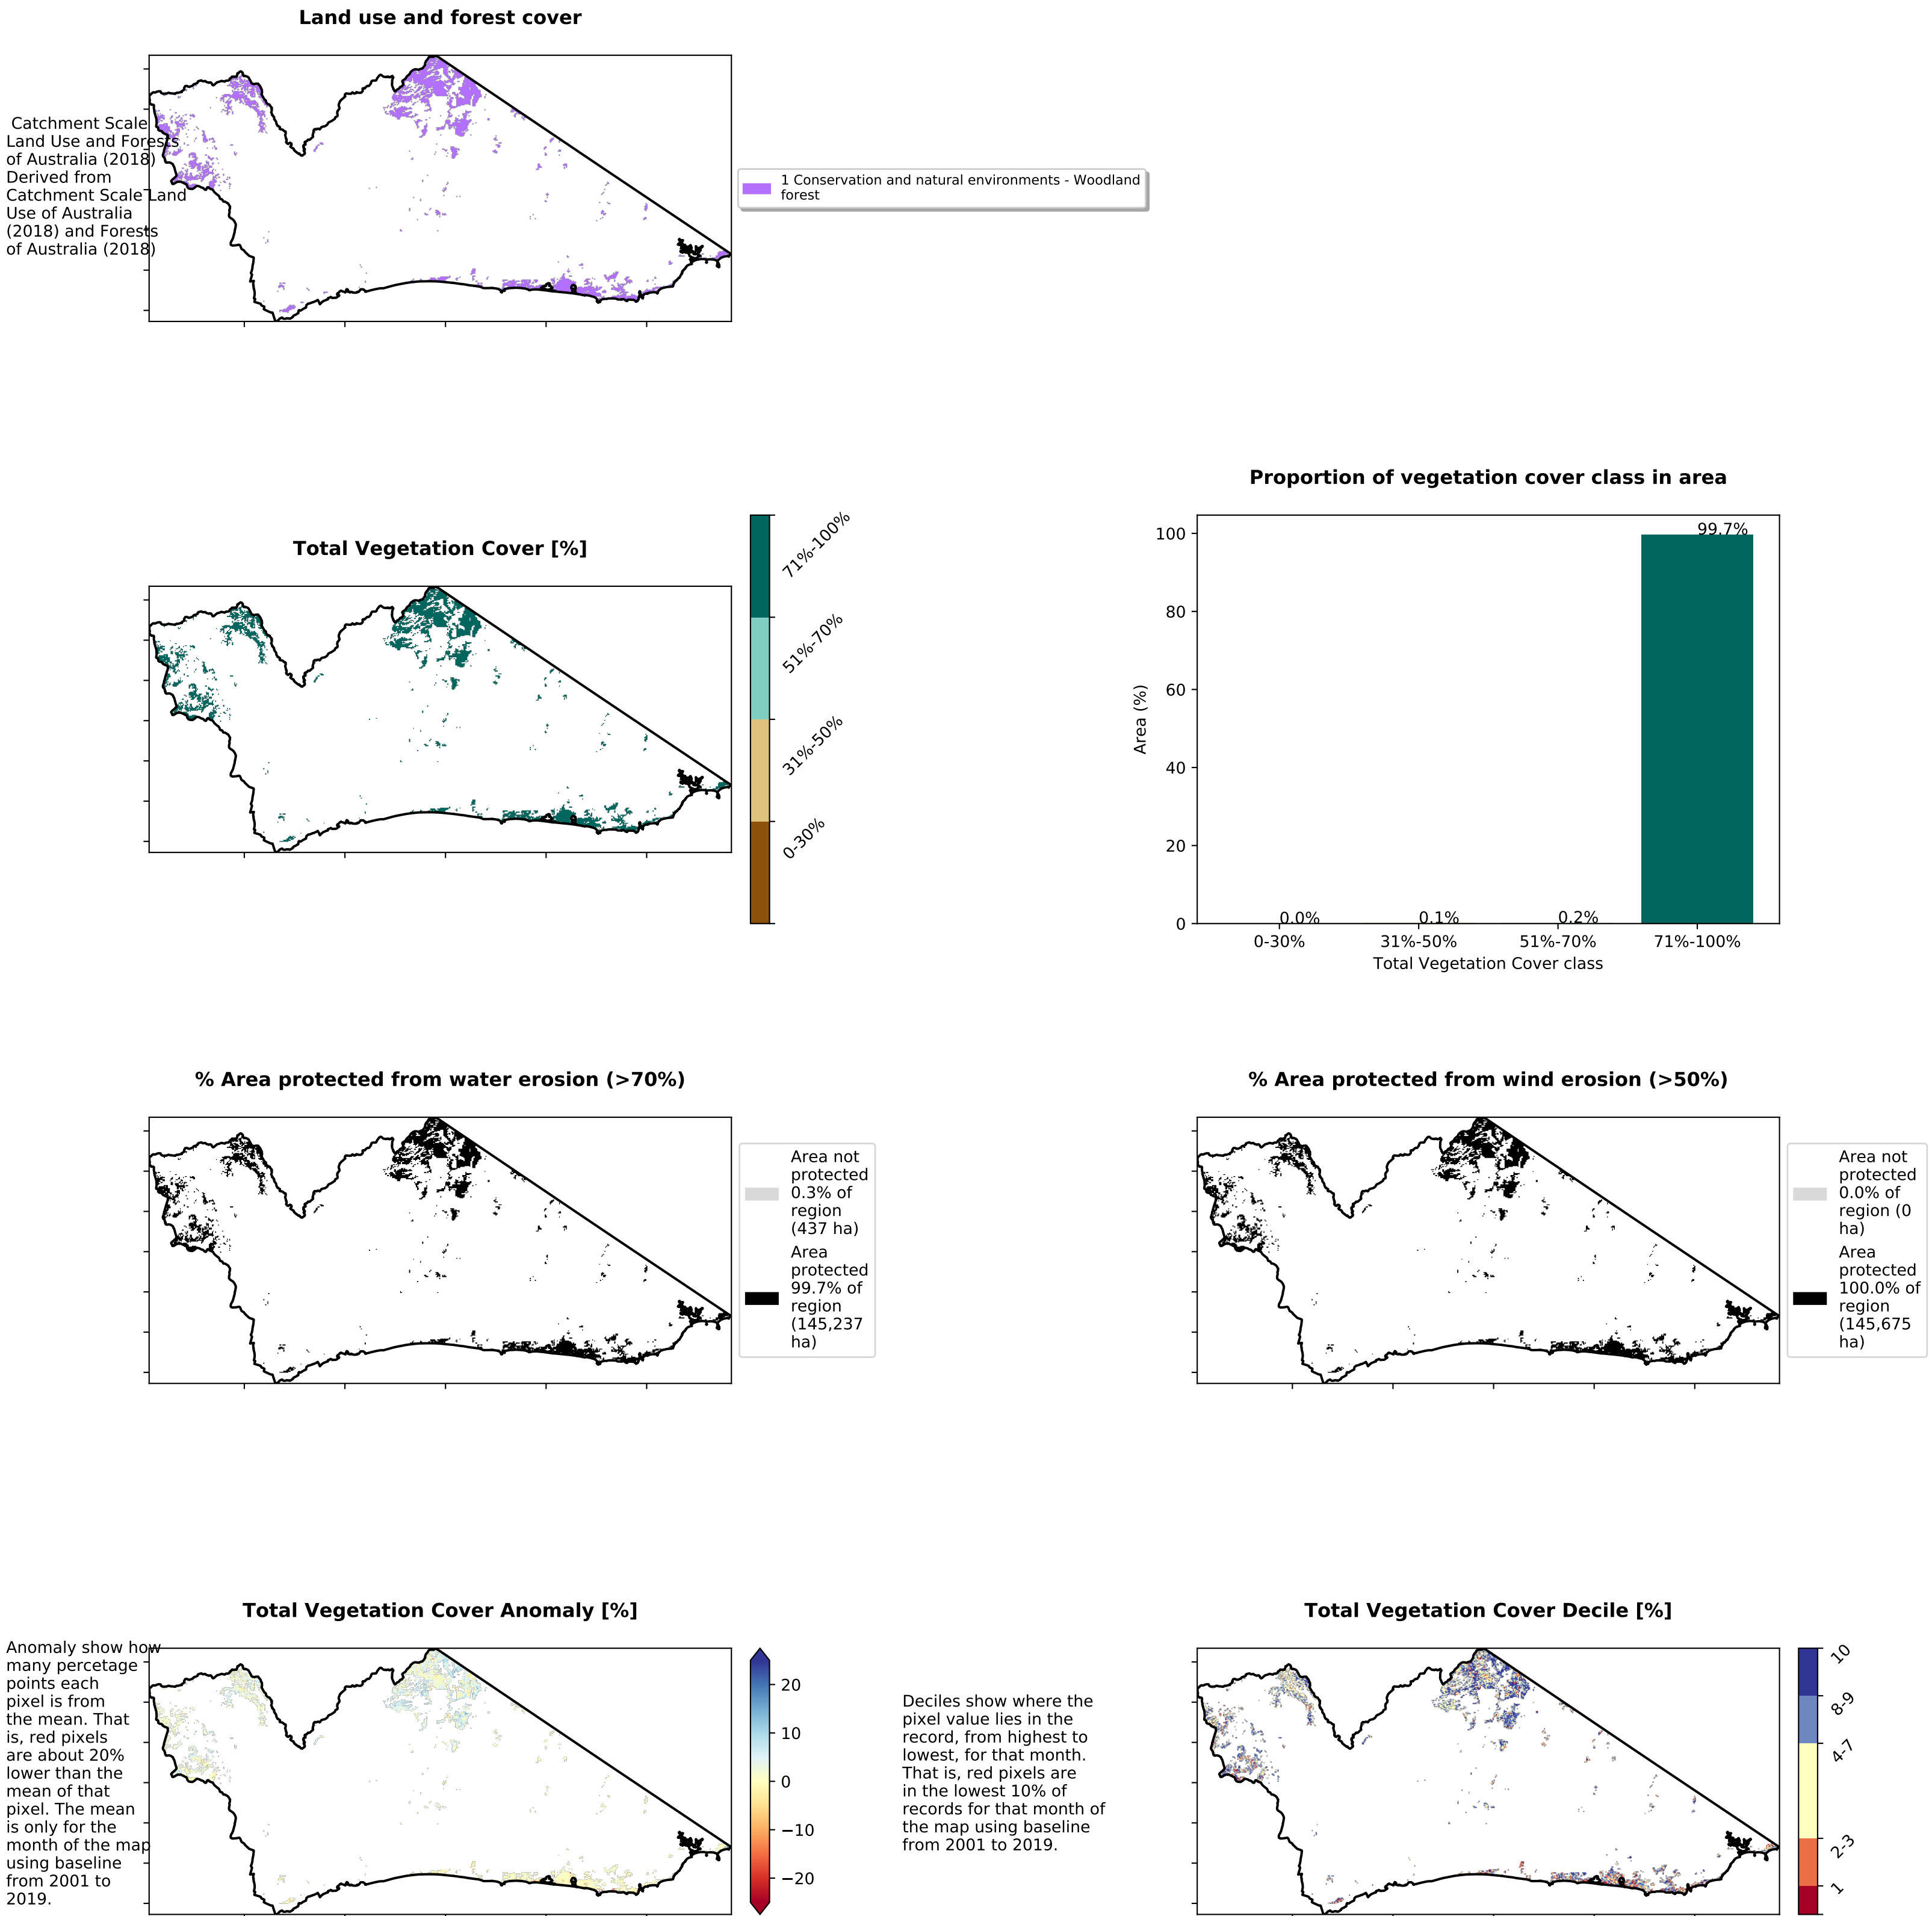 Land use and forest cover
Catchment Scale
Land Use and Forests
of Australia (2018)
Derived from
Catchment Scale Land
Use of Australia
(2018) and Forests
of Australia (2018)
1 Conservation and natural environments - Woodland
forest
Total Vegetation Cover [%]
71%-100%
51%-70%
31%-50%
0-30%
Proportion of vegetation cover class in area
Area (%)
100
80
60
40
20
0
0.0%
0.1%
0.2%
99.7%
0-30%
31%-50%
51%-70%
71%-100%
Total Vegetation Cover class
% Area protected from water erosion (>70%)
Area not
protected
0.3% of
region
(437 ha)
Area
protected
99.7% of
region
(145,237
ha)
% Area protected from wind erosion (>50%)
Area not
protected
0.0% of
region (0
ha)
Area
protected
100.0% of
region
(145,675
ha)
Total Vegetation Cover Anomaly [%]
Anomaly show how
many percetage
points each
pixel is from
the mean. That
is, red pixels
are about 20%
lower than the
mean of that
pixel. The mean
is only for the
month of the map
using baseline
from 2001 to
2019.
20
10
0
−10
−20
Total Vegetation Cover Decile [%]
Deciles show where the
pixel value lies in the
record, from highest to
lowest, for that month.
That is, red pixels are
in the lowest 10% of
records for that month of
the map using baseline
from 2001 to 2019.
10
8-9
4-7
2-3
1